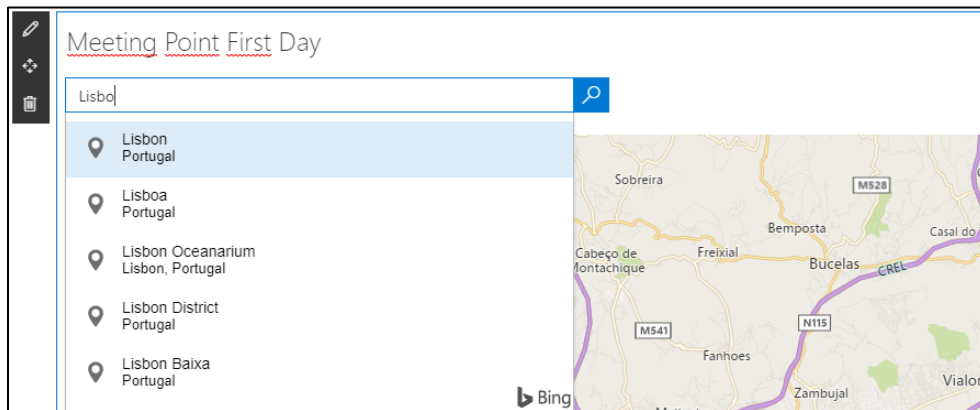 Meeting Point First Day
Lisbo
Lisbon
Portugal
Lisboa
Portugal
Lisbon Oceanarium
Lisbon, Portugal
Lisbon District
Portugal
Lisbon Baixa
Portugal
Bing
Sobreira
M528
Bemposta
Casal do
Cabeço de
Montachique
Freixial
Bucelas
CREL
M541
N115
Fanhoes
Vialon
Zambujal